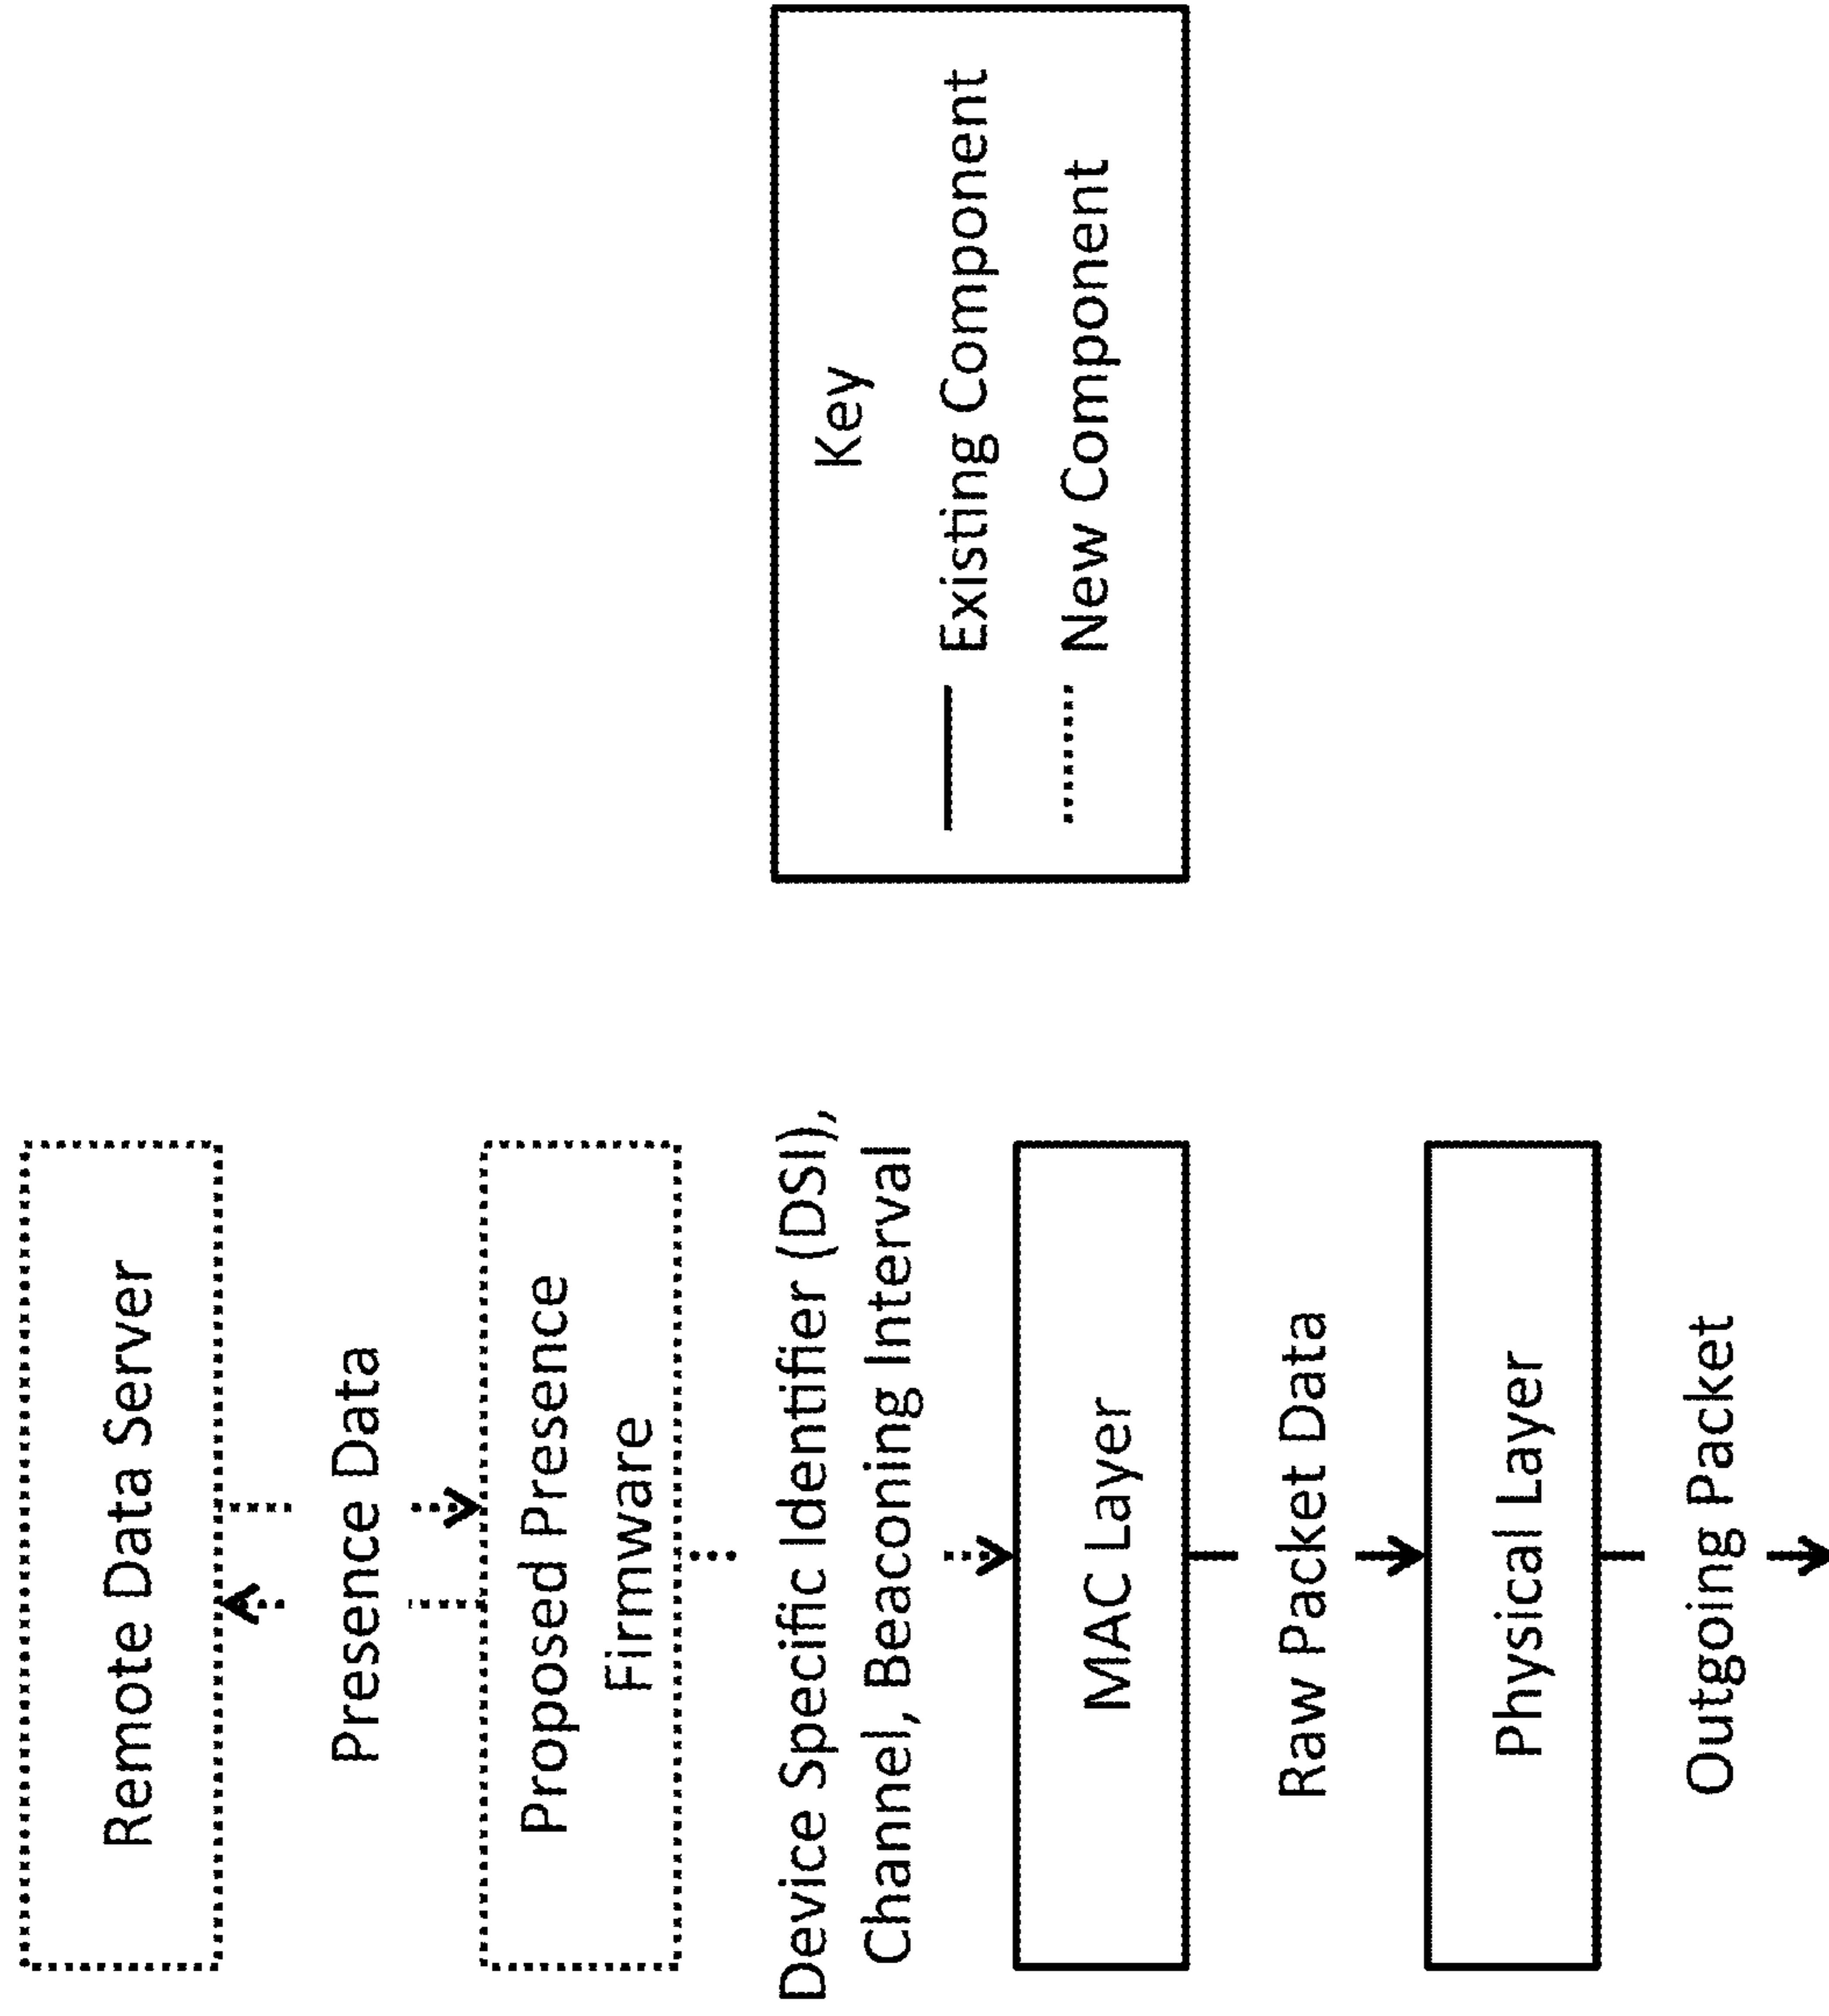 Remote Data Server
Presence Data
Proposed Presence
Firmware
Device Specific Identifier (DSI),
Channel, Beaconing Interval
MAC Layer
Raw Packet Data
Physical Layer
Outgoing Packet
Key
Existing Component
New Component